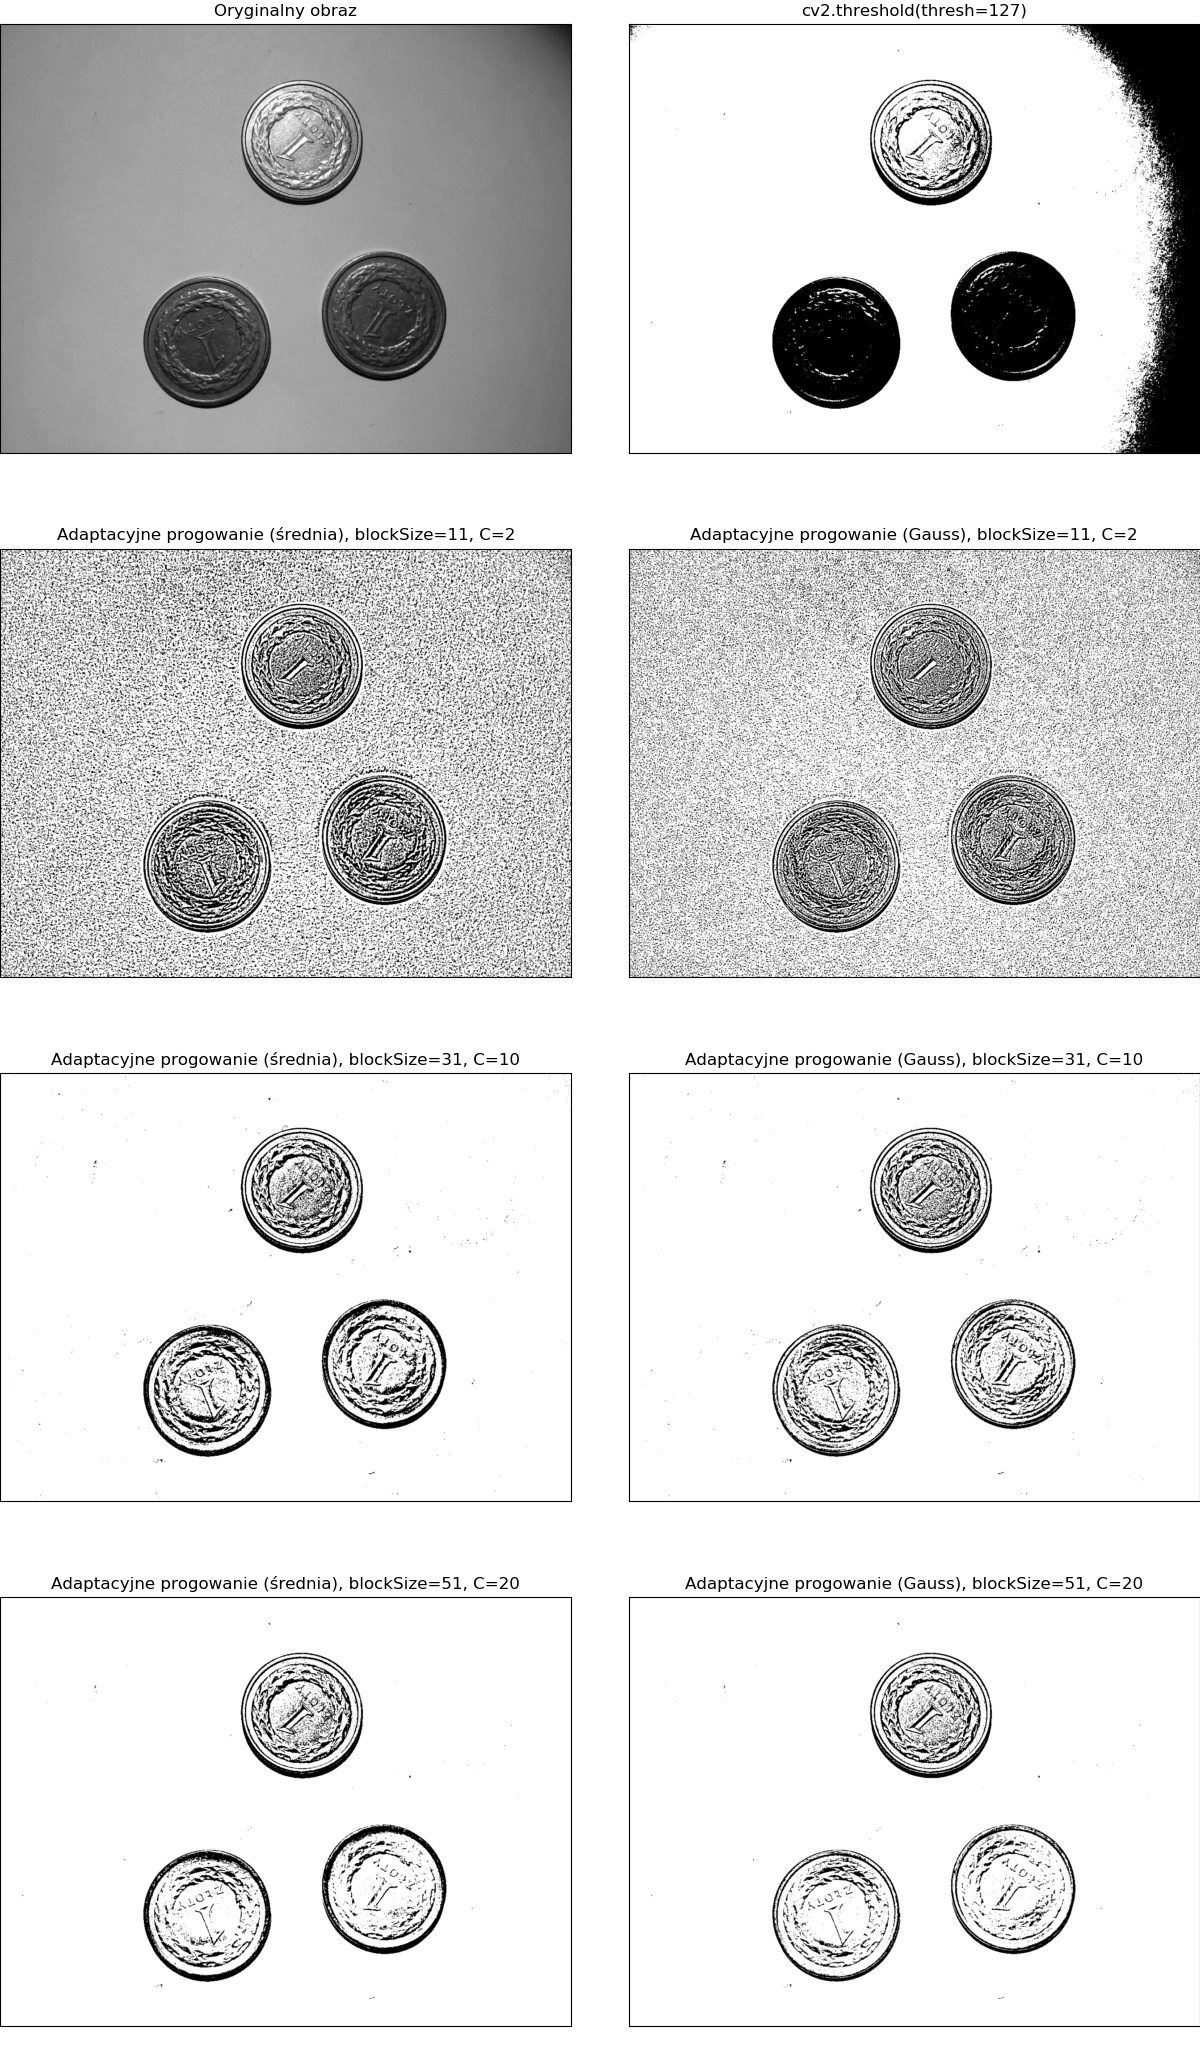 Oryginalny obraz
cv2.threshold(thresh=127)
1
ZŁOTY
Adaptacyjne progowanie (średnia), blockSize=11, C=2
Adaptacyjne progowanie (Gauss), blockSize=11, C=2
Adaptacyjne progowanie (średnia), blockSize=31, C=10
Adaptacyjne progowanie (Gauss), blockSize=31, C=10
Adaptacyjne progowanie (średnia), blockSize=51, C=20
Adaptacyjne progowanie (Gauss), blockSize=51, C=20